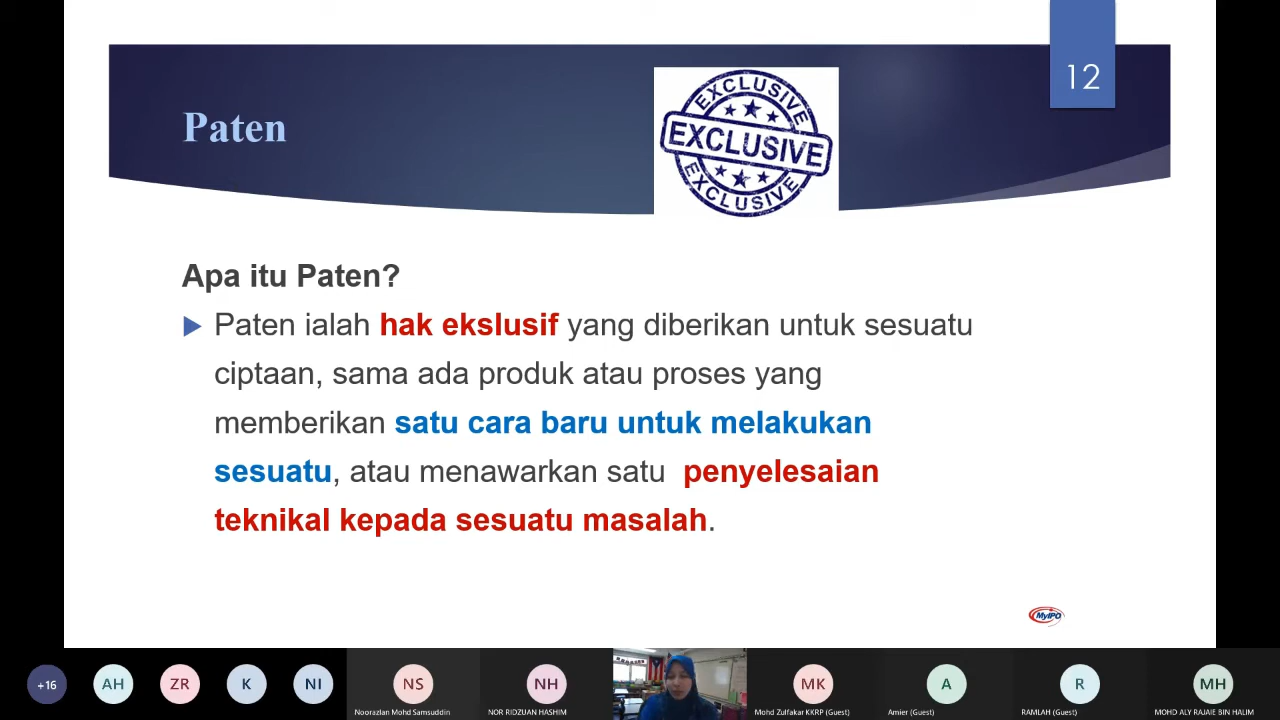 12
Paten
EXCLUSIVE
EXCLUSIVE
EXCLUSIVE
Apa itu Paten?
Paten ialah hak ekslusif yang diberikan untuk sesuatu
ciptaan, sama ada produk atau proses yang
memberikan satu cara baru untuk melakukan
sesuatu, atau menawarkan satu penyelesaian
teknikal kepada sesuatu masalah.
MyIPO
+16
AH
ZR
K
NI
NS
NH
MK
A
R
MH
Noorazlan Mohd Samsuddin
NOR RIDZUAN HASHIM
Mohd Zulfakar KKRP (Guest)
Amier (Guest)
RAMLAH (Guest)
MOHD ALY RAJAIE BIN HALIM